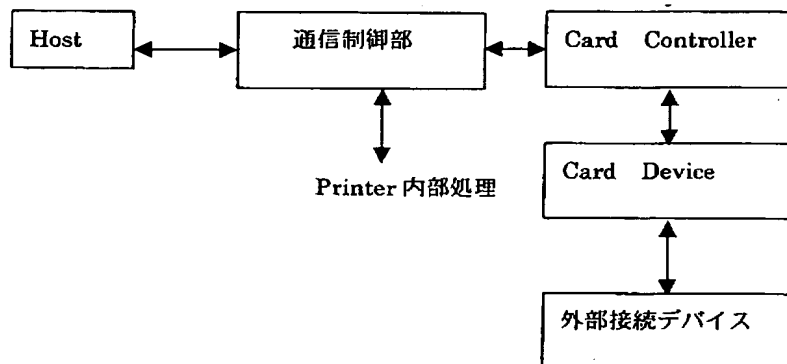 Host
通信制御部
Card Controller
Card Device
Printer 内部処理
外部接続デバイス